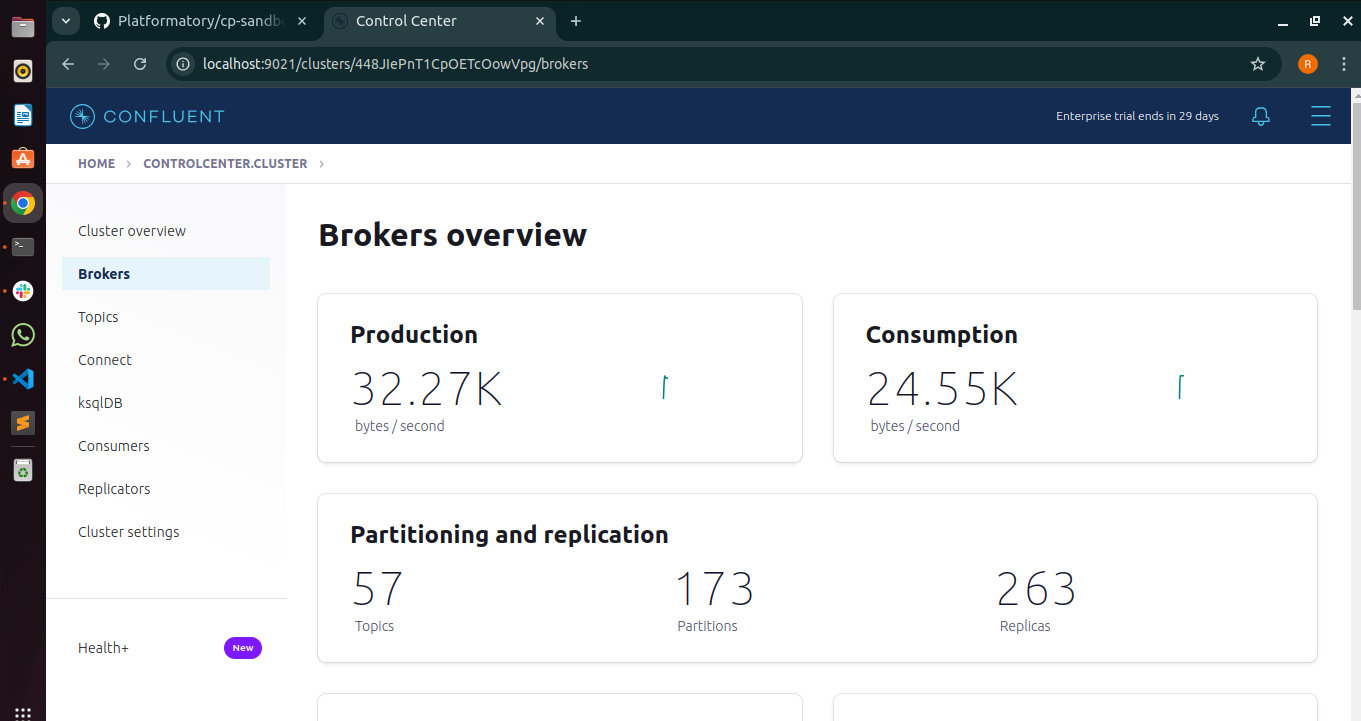 Platformatory/cp-sandb
Control Center
localhost:9021/clusters/448JIePnT1CpOETcOowVpg/brokers
R
CONFLUENT
Enterprise trial ends in 29 days
HOME > CONTROLCENTER.CLUSTER >
Cluster overview
Brokers
Topics
Connect
ksqlDB
Consumers
Replicators
Cluster settings
Health+ New
Brokers overview
Production
32.27K
bytes / second
Consumption
24.55K
bytes / second
Partitioning and replication
57 173 263
Topics Partitions Replicas